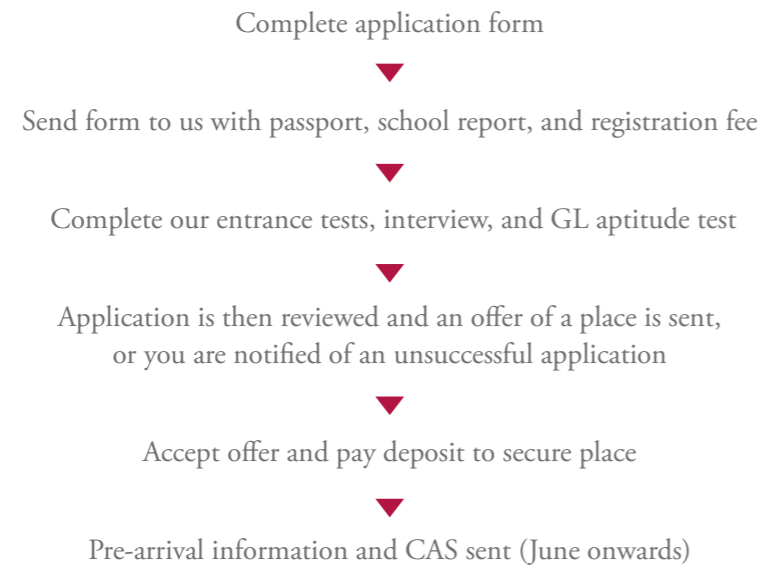 Complete application form
Send form to us with passport, school report, and registration fee
Complete our entrance tests, interview, and GL aptitude test
Application is then reviewed and an offer of a place is sent,
or you are notified of an unsuccessful application
Accept offer and pay deposit to secure place
Pre-arrival information and CAS sent (June onwards)